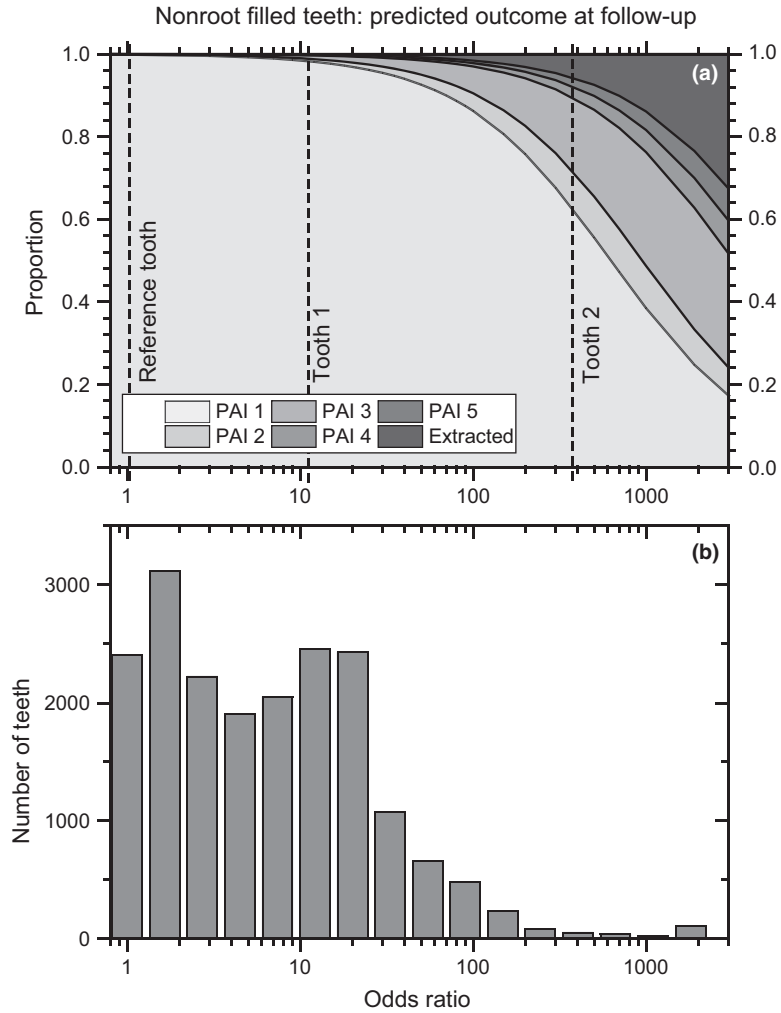 Nonroot filled teeth: predicted outcome at follow-up
(a)
1.0
0.8
0.6
0.4
0.2
0.0
1.0
0.8
0.6
0.4
0.2
0.0
Proportion
Reference tooth
Tooth 1
Tooth 2
PAI 1 PAI 3 PAI 5
PAI 2 PAI 4 Extracted
1 10 100 1000
(b)
3000
2000
1000
0
Number of teeth
1 10 100 1000
Odds ratio